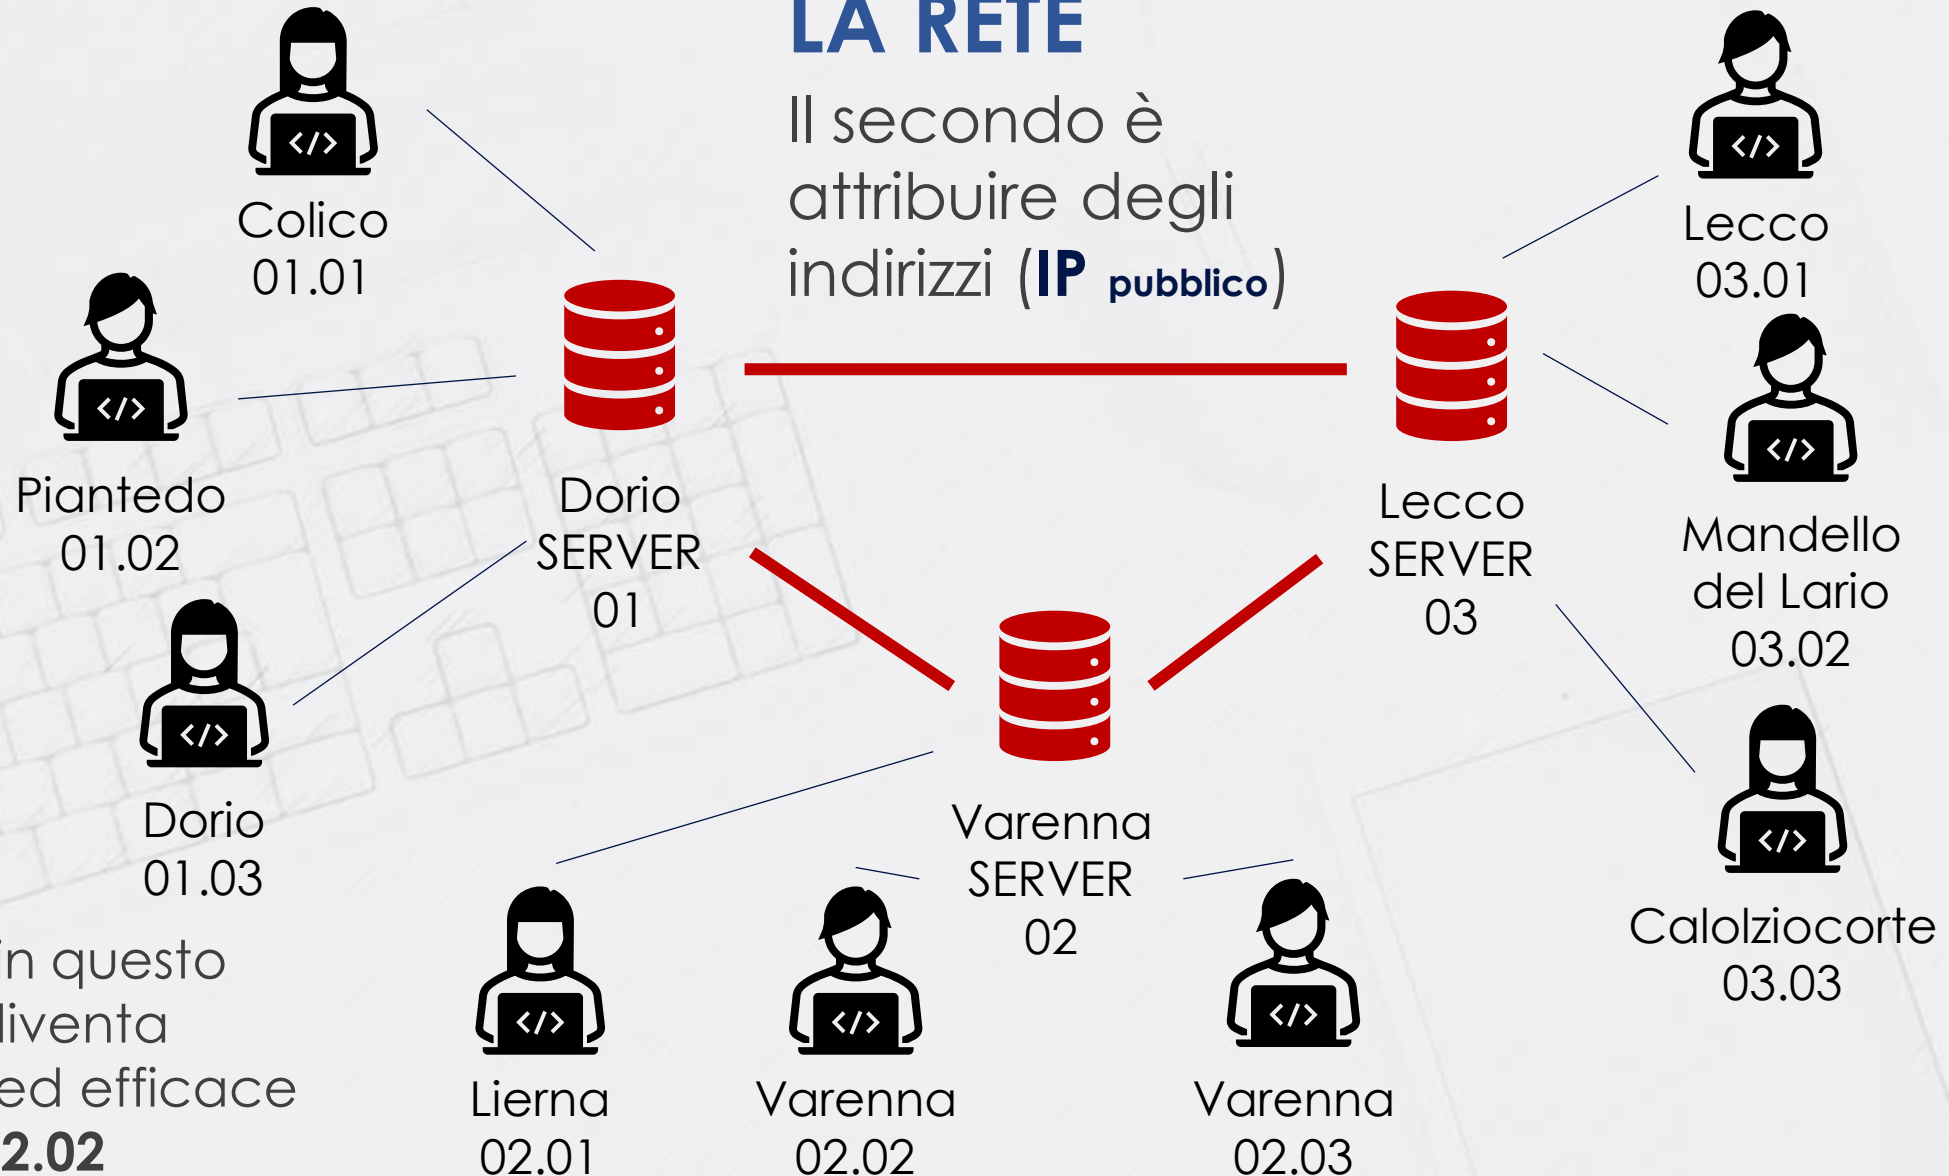 LA RETE
Il secondo è
attribuire degli
indirizzi (IP pubblico)
Colico
01.01
Piantedo
01.02
Dorio
01.03
Dorio
SERVER
01
Varenna
SERVER
02
Lecco
SERVER
03
Lecco
03.01
Mandello
del Lario
03.02
Calolziocorte
03.03
in questo
ed efficace
2.02
Lierna
02.01
Varenna
02.02
Varenna
02.03